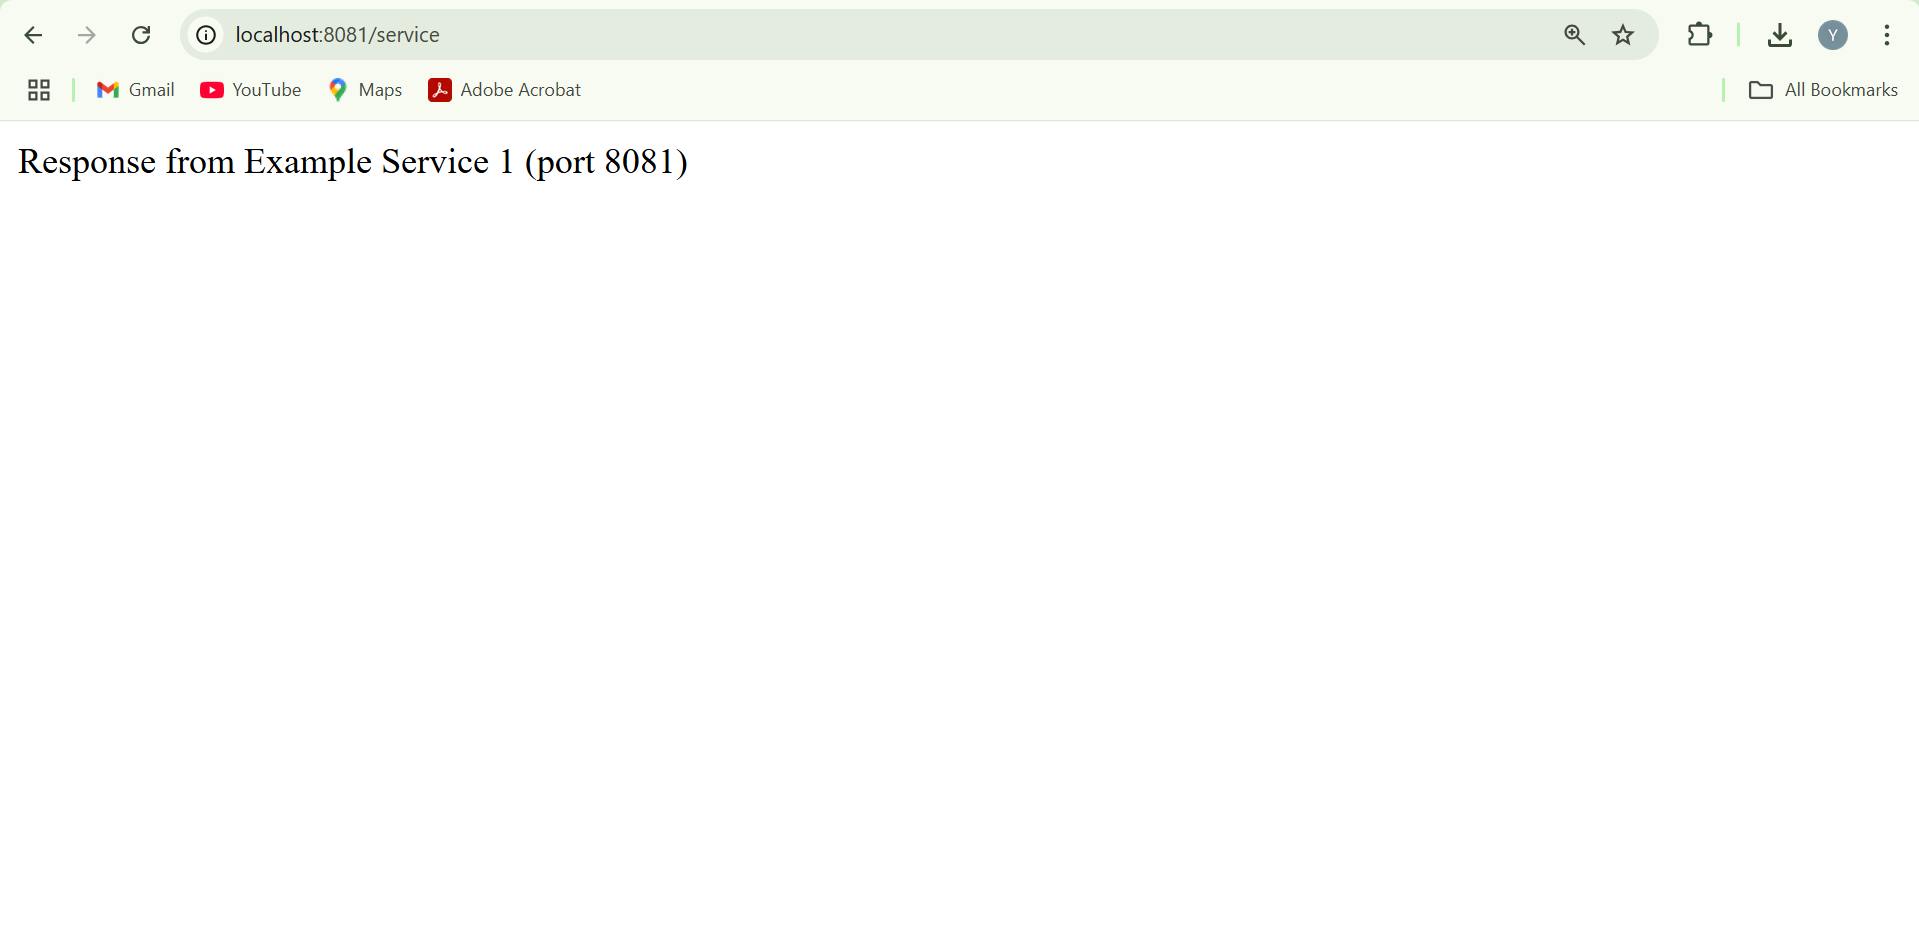 localhost:8081/service
Y
Gmail YouTube Maps Adobe Acrobat All Bookmarks
Response from Example Service 1 (port 8081)